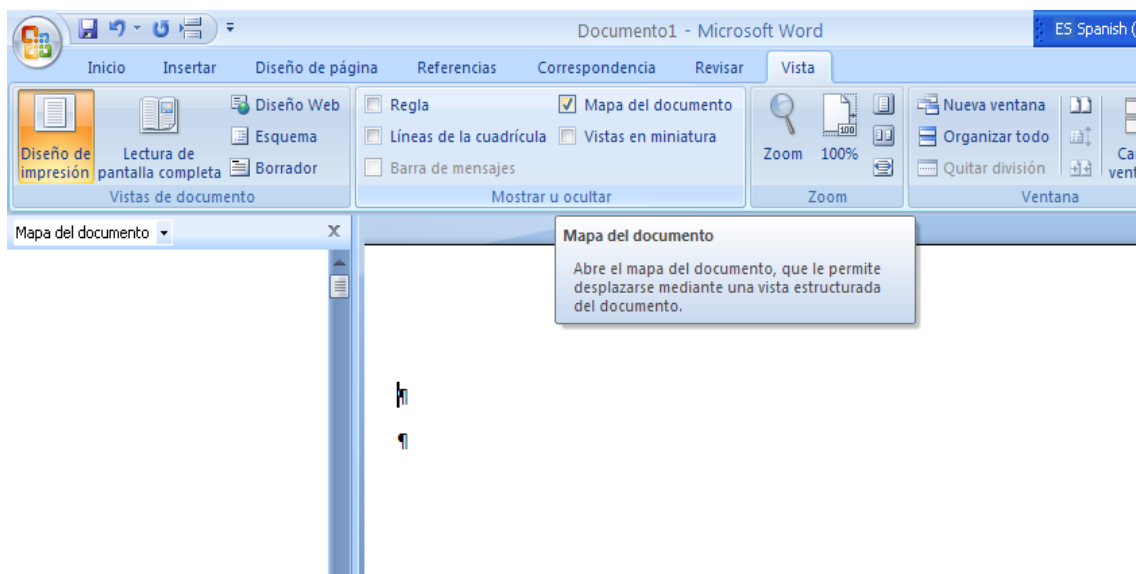 Documento1 - Microsoft Word
ES Spanish (
Inicio Insertar Diseño de página Referencias Correspondencia Revisar Vista
Diseño de impresión
Lectura de pantalla completa
Diseño Web
Esquema
Borrador
Vistas de documento
Regla
Líneas de la cuadrícula
Barra de mensajes
Mapa del documento
Vistas en miniatura
Mostrar u ocultar
Zoom
100
100%
Zoom
Nueva ventana
Organizar todo
Quitar división
Ventana
Mapa del documento
X
Mapa del documento
Abre el mapa del documento, que le permite
desplazarse mediante una vista estructurada
del documento.
¶
¶